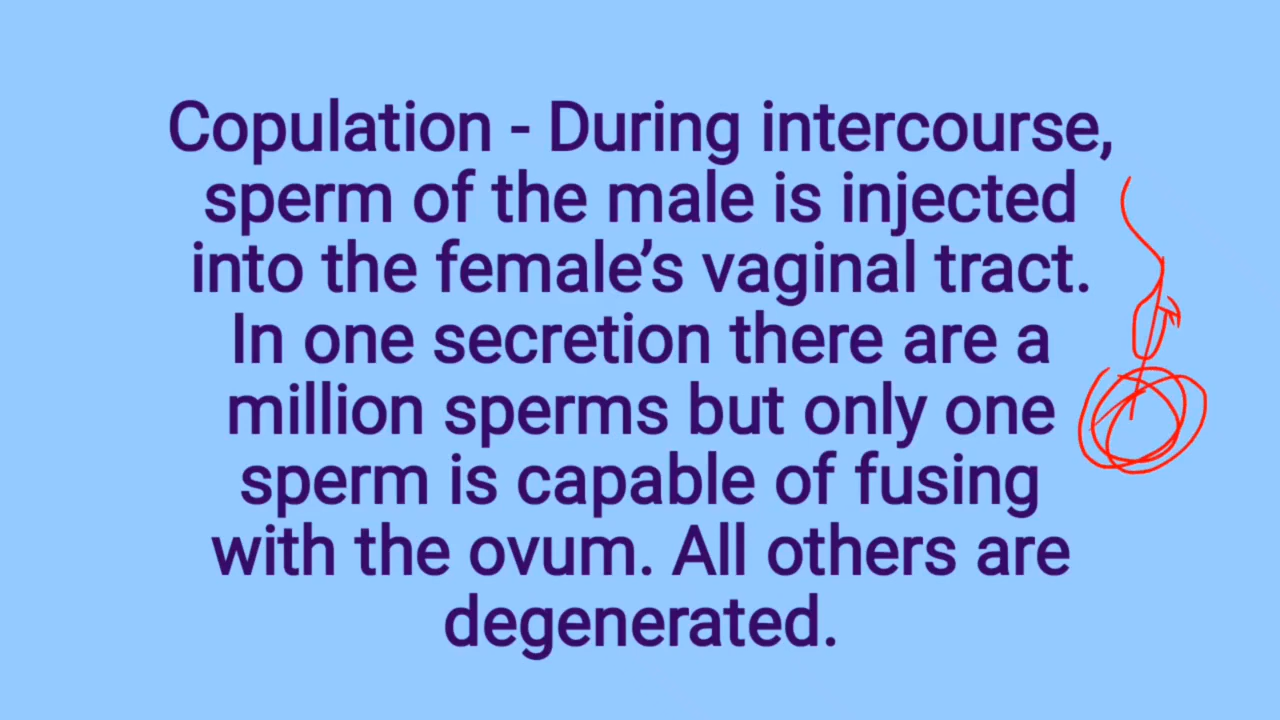 Copulation - During intercourse,
sperm of the male is injected
into the female’s vaginal tract.
In one secretion there are a
million sperms but only one
sperm is capable of fusing
with the ovum. All others are
degenerated.